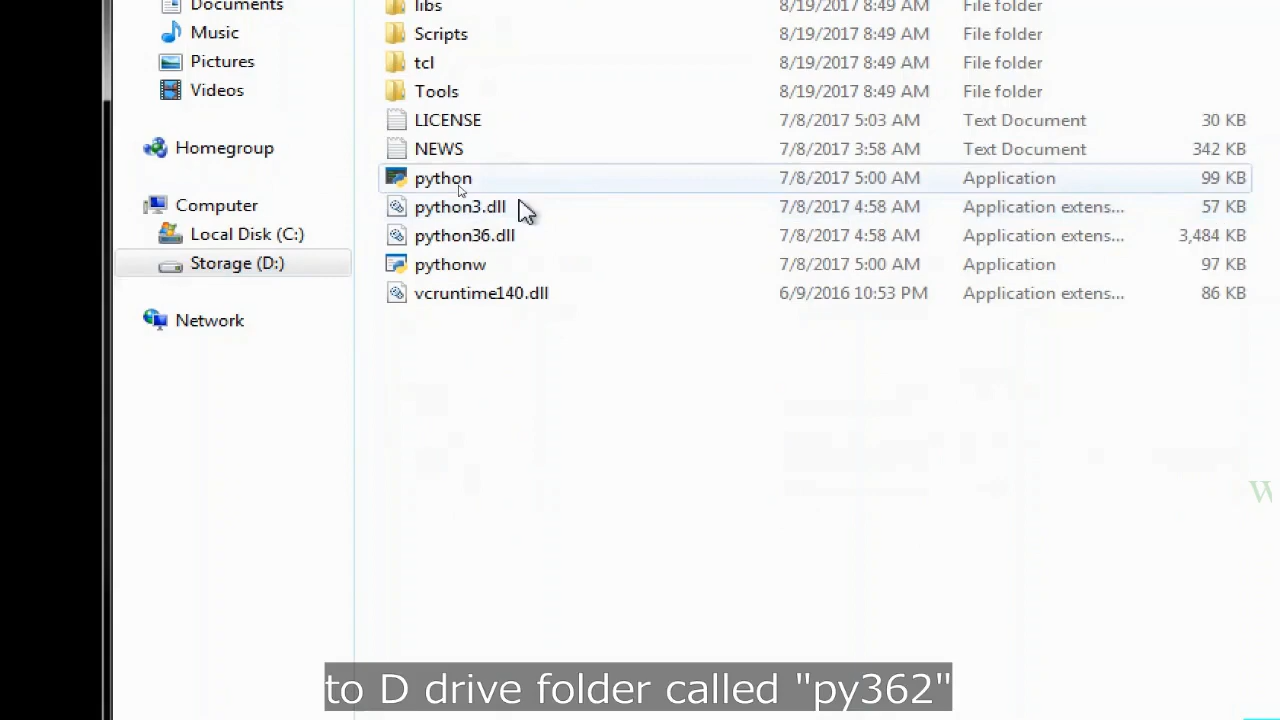 Documents
libs 8/19/2017 8:49 AM File folder
Music
Scripts 8/19/2017 8:49 AM File folder
Pictures
tcl 8/19/2017 8:49 AM File folder
Videos
Tools 8/19/2017 8:49 AM File folder
LICENSE 7/8/2017 5:03 AM Text Document 30 KB
Homegroup
NEWS 7/8/2017 3:58 AM Text Document 342 KB
python 7/8/2017 5:00 AM Application 99 KB
Computer
python3.dll 7/8/2017 4:58 AM Application extens... 57 KB
Local Disk (C:)
python36.dll 7/8/2017 4:58 AM Application extens... 3,484 KB
Storage (D:)
pythonw 7/8/2017 5:00 AM Application 97 KB
vcruntime140.dll 6/9/2016 10:53 PM Application extens... 86 KB
Network
W
to D drive folder called "py362"